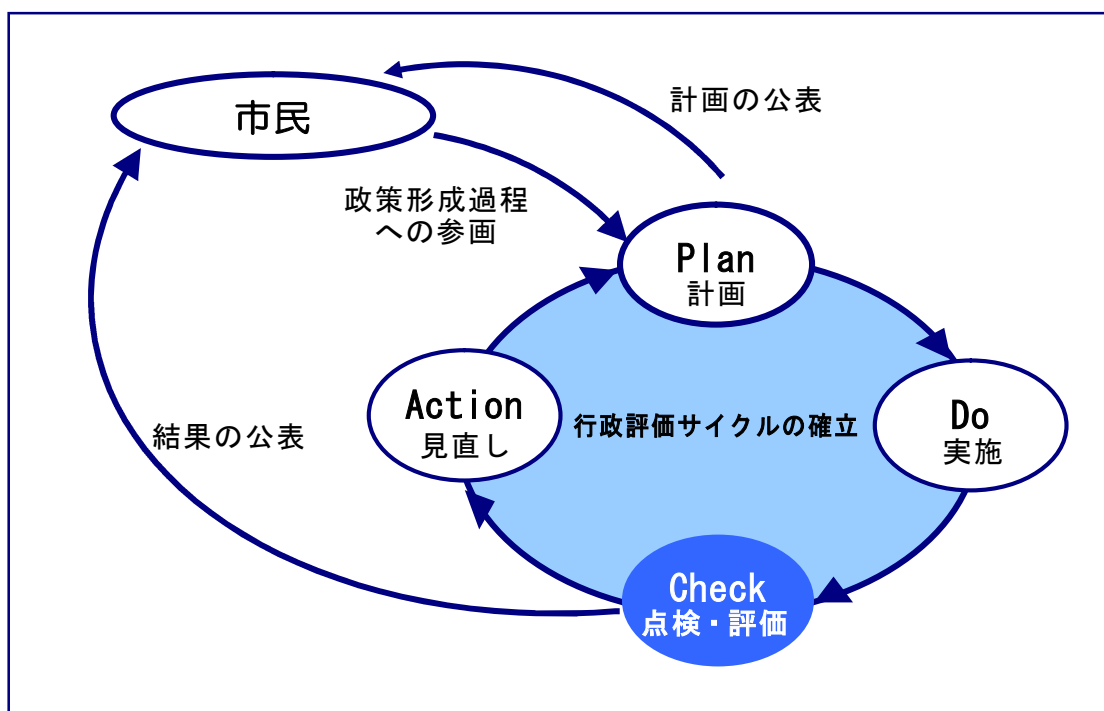 市民
計画の公表
政策形成過程
への参画
Plan
計画
Action
見直し
行政評価サイクルの確立
Do
実施
結果の公表
Check
点検・評価